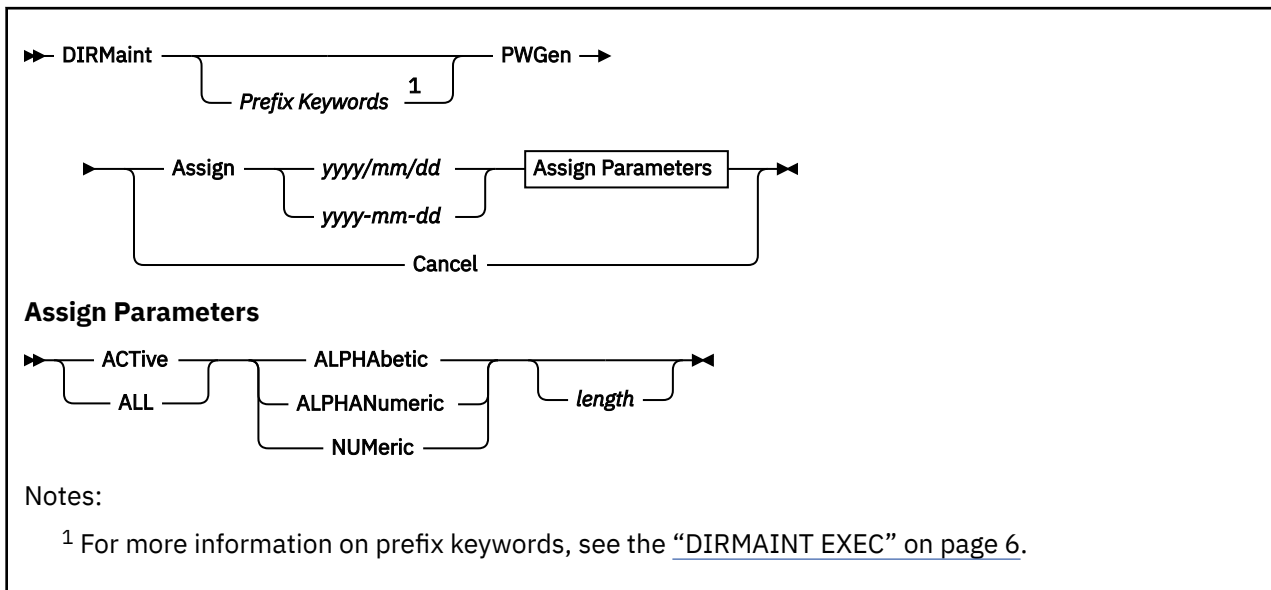 DIRMaint PWGen
Prefix Keywords 1
Assign yyyy/mm/dd Assign Parameters
yyyy-mm-dd
Cancel
Assign Parameters
ACTive ALPHAbetic
ALL ALPHANumeric length
NUMeric
Notes:
1 For more information on prefix keywords, see the “DIRMAINT EXEC” on page 6.